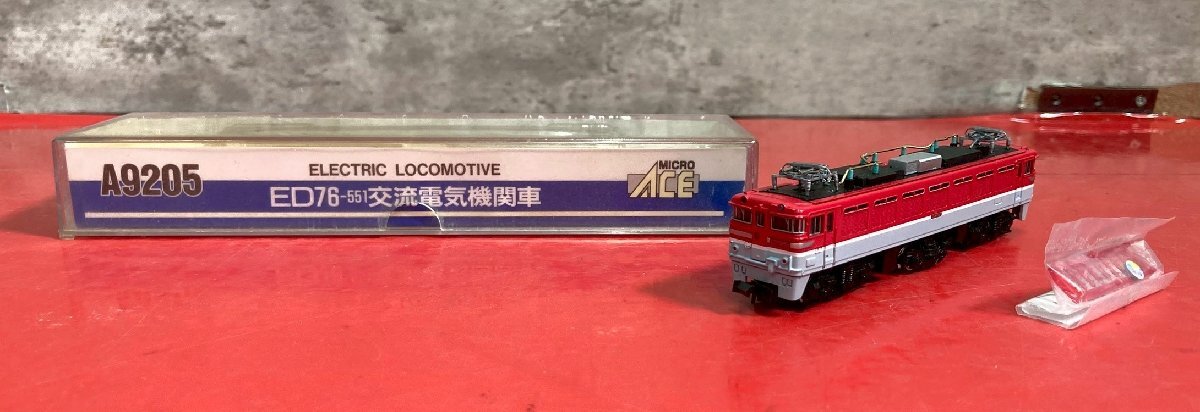 A9205
ELECTRIC LOCOMOTIVE
ED76-551交流電気機関車
MICRO
ACE